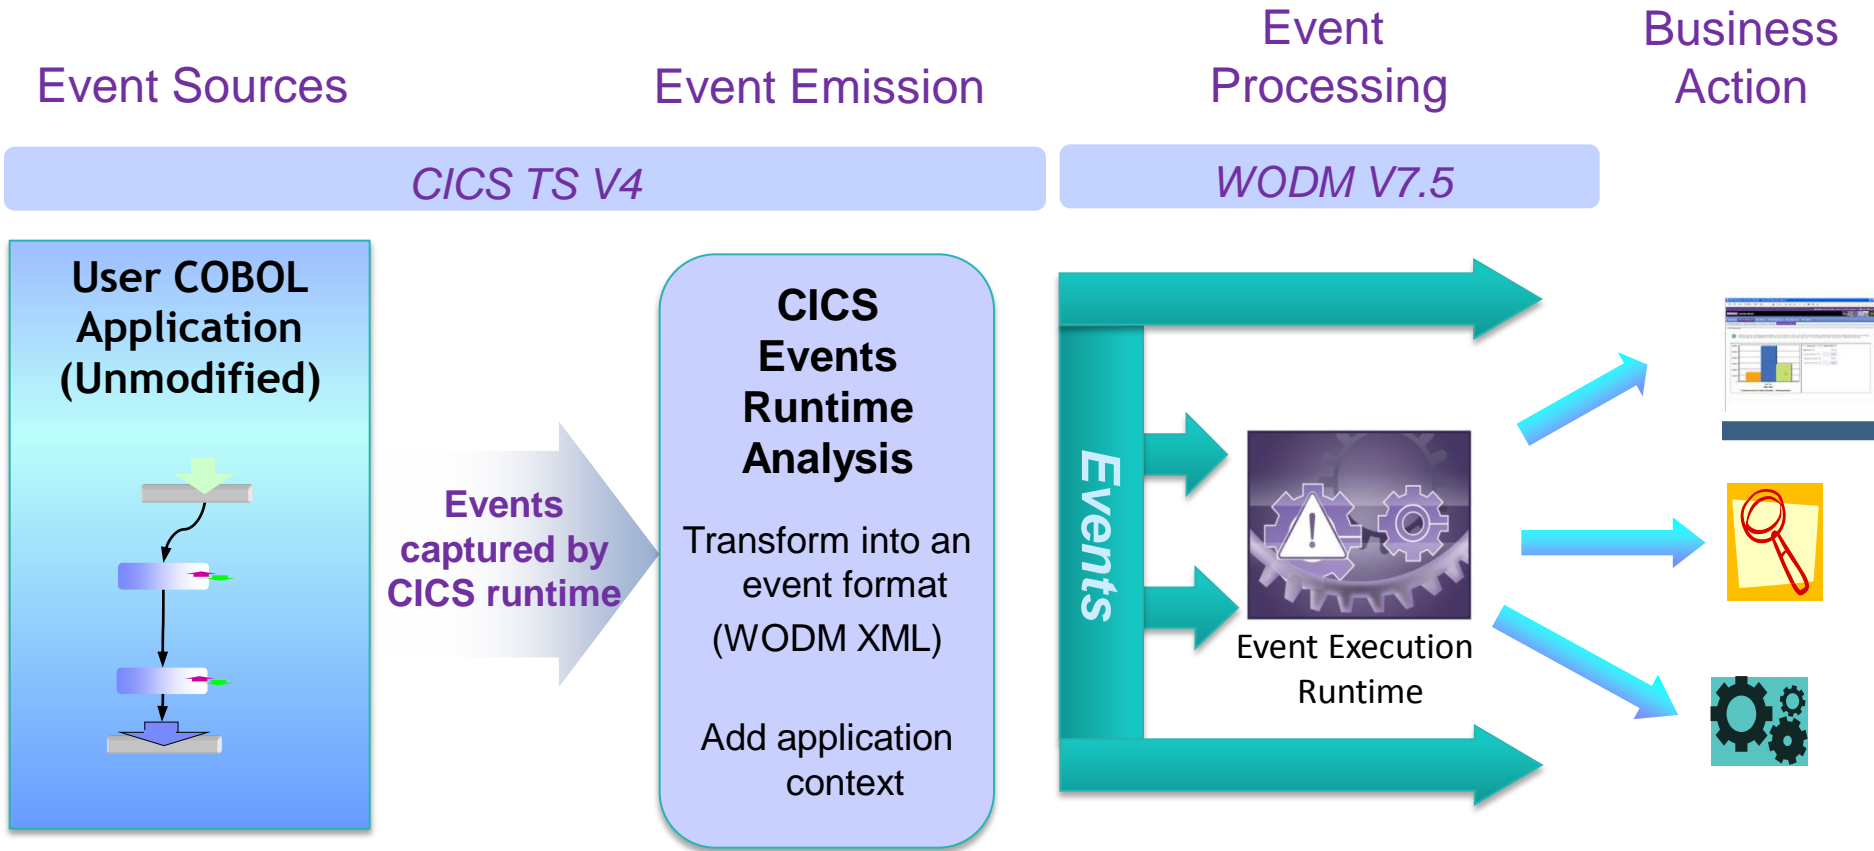 Event Sources
Event Emission
Event
Processing
Business
Action
CICS TS V4
WODM V7.5
User COBOL
Application
(Unmodified)
Events
captured by
CICS runtime
CICS
Events
Runtime
Analysis
Transform into an
event format
(WODM XML)
Add application
context
Events
Event Execution
Runtime